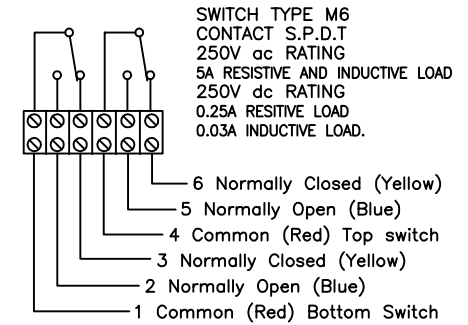 SWITCH TYPE M6
CONTACT S.P.D.T
250V ac RATING
5A RESISTIVE AND INDUCTIVE LOAD
250V dc RATING
0.25A RESITIVE LOAD
0.03A INDUCTIVE LOAD.
6 Normally Closed (Yellow)
5 Normally Open (Blue)
4 Common (Red) Top switch
3 Normally Closed (Yellow)
2 Normally Open (Blue)
1 Common (Red) Bottom Switch